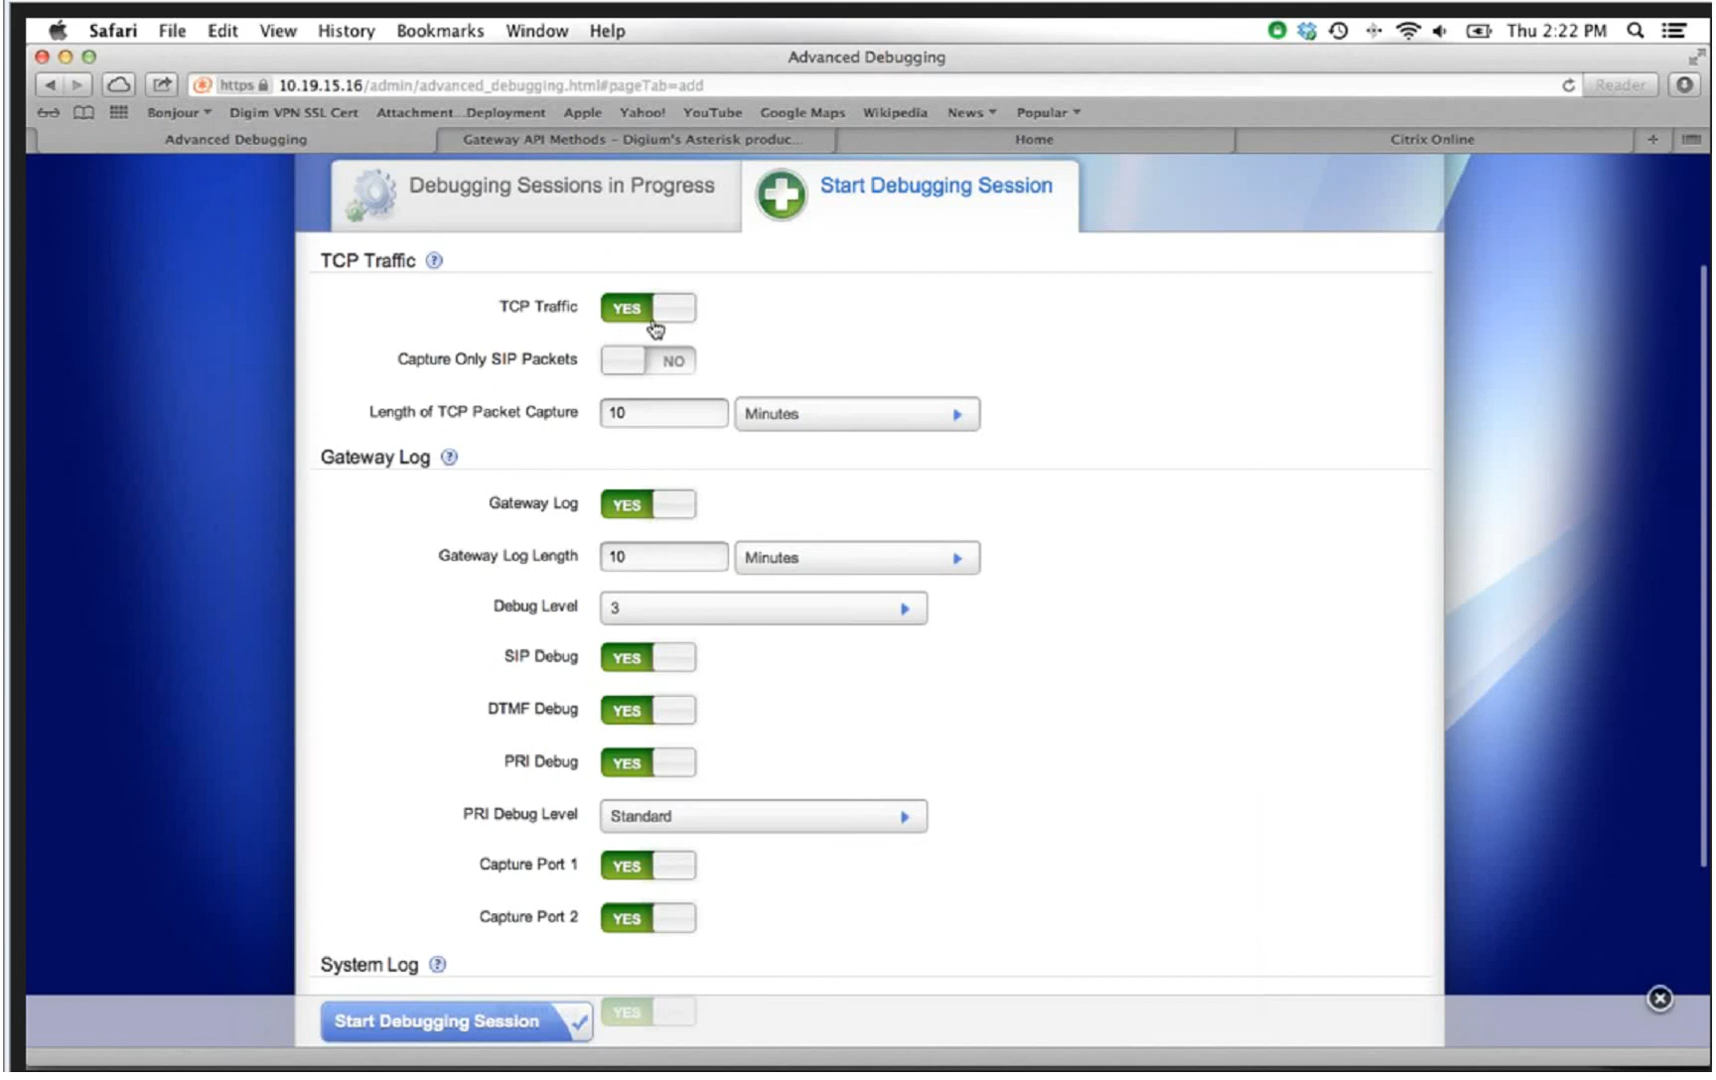 Safari File Edit View History Bookmarks Window Help Thu 2:22 PM
Advanced Debugging
https 10.19.15.16/admin/advanced_debugging.html#pageTab=add Reader
Bonjour Digim VPN SSL Cert Attachment...Deployment Apple Yahoo! YouTube Google Maps Wikipedia News Popular
Advanced Debugging Gateway API Methods – Digium's Asterisk produc... Home Citrix Online
Debugging Sessions in Progress Start Debugging Session
TCP Traffic ?
TCP Traffic YES
Capture Only SIP Packets NO
Length of TCP Packet Capture 10 Minutes
Gateway Log ?
Gateway Log YES
Gateway Log Length 10 Minutes
Debug Level 3
SIP Debug YES
DTMF Debug YES
PRI Debug YES
PRI Debug Level Standard
Capture Port 1 YES
Capture Port 2 YES
System Log ?
Start Debugging Session YES